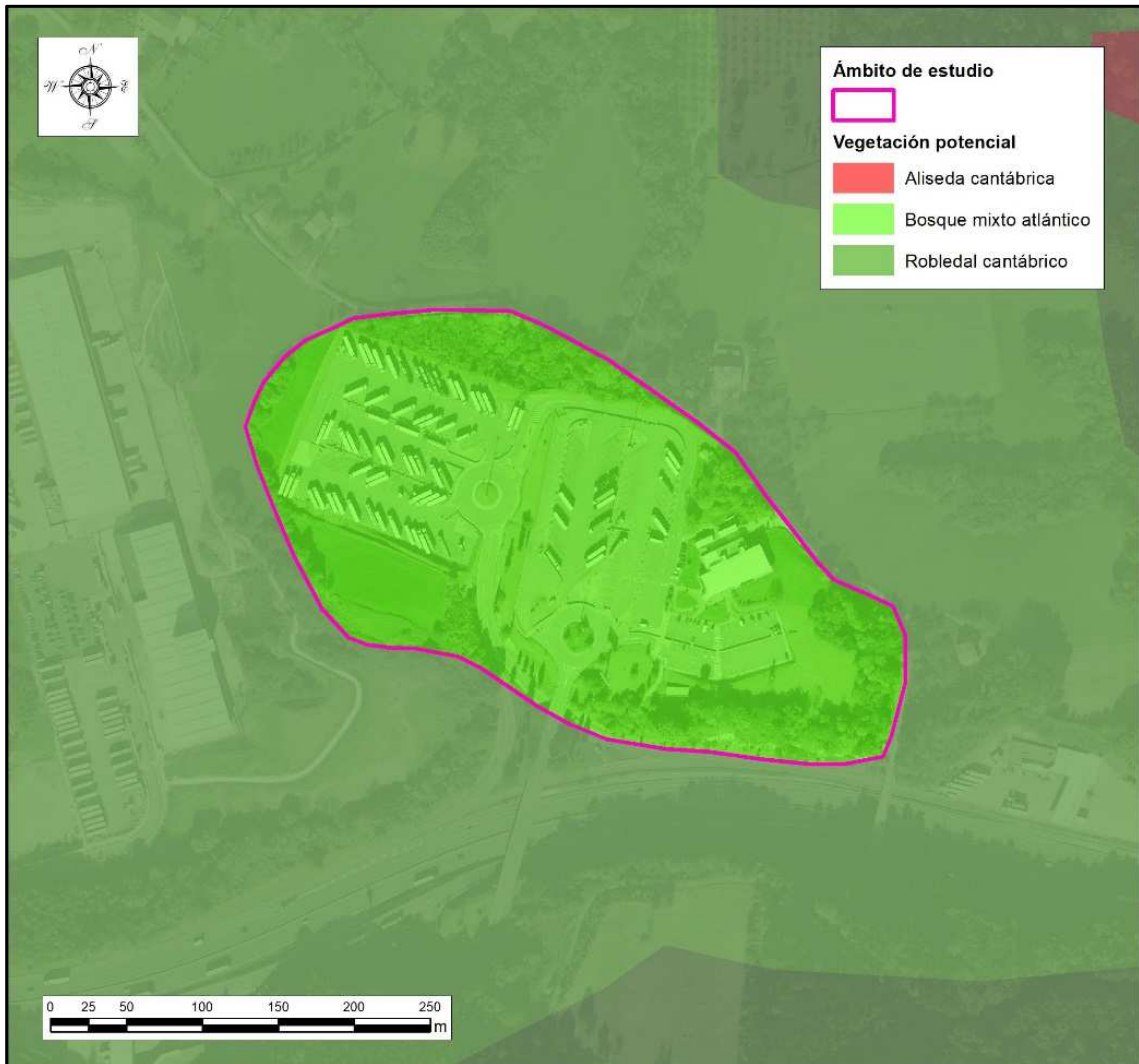 N
W E
S
Ámbito de estudio
Vegetación potencial
Aliseda cantábrica
Bosque mixto atlántico
Robledal cantábrico
0 25 50 100 150 200 250
m